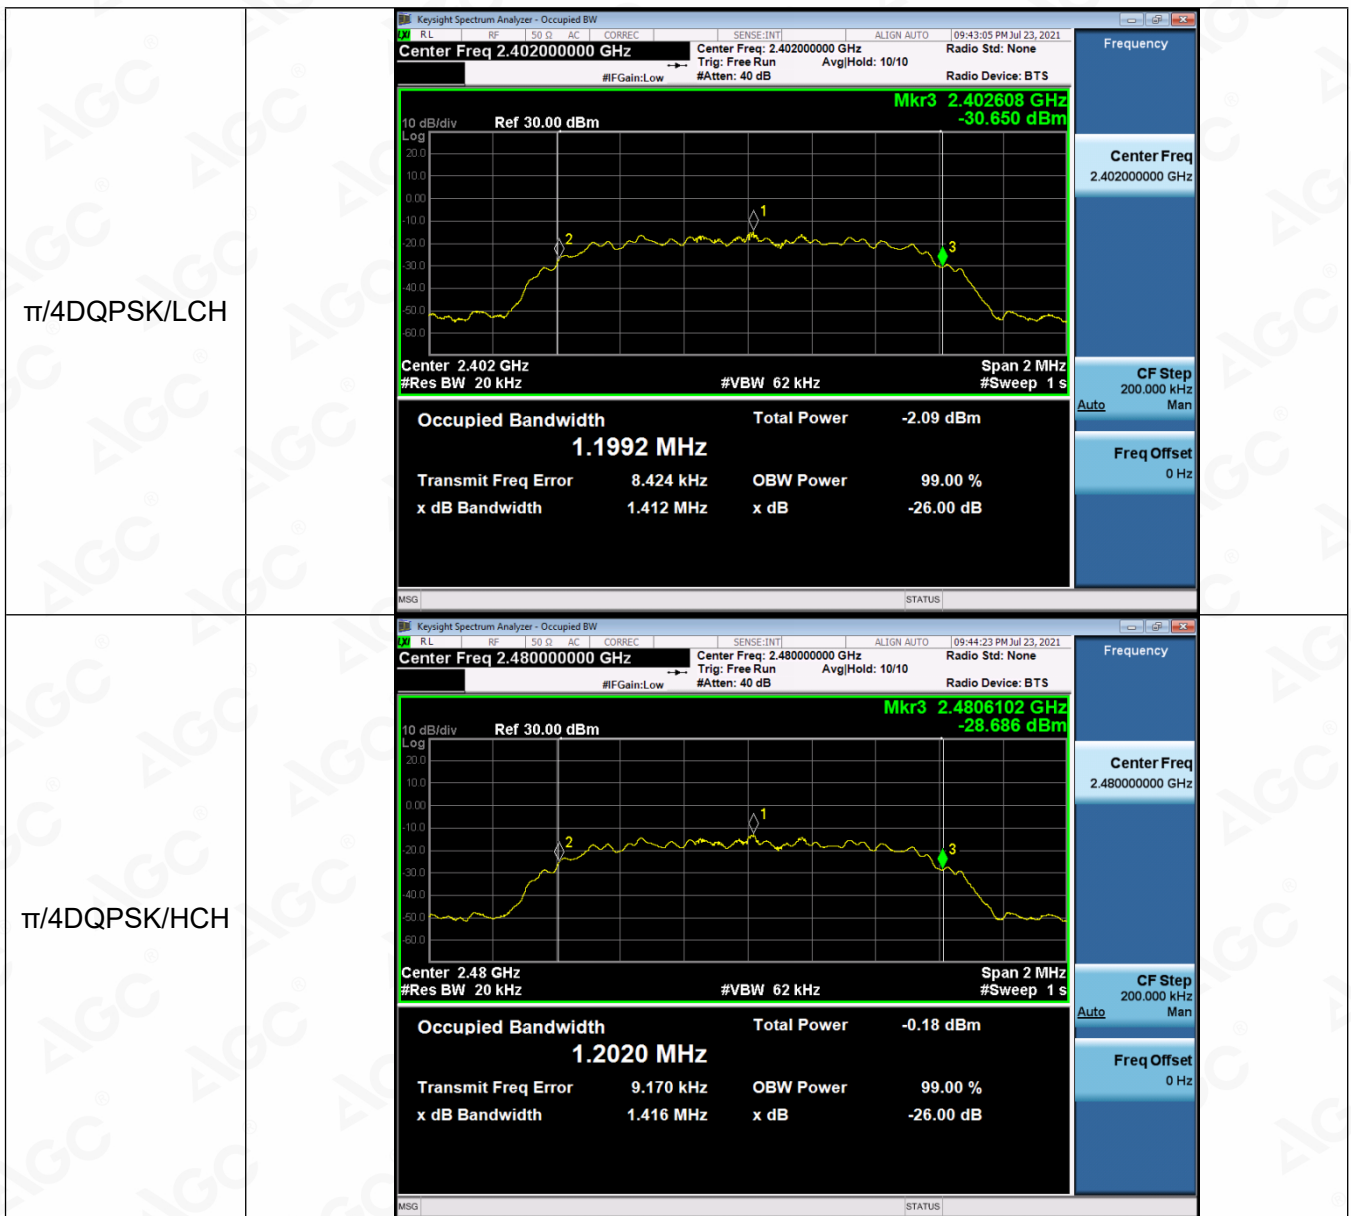 π/4DQPSK/LCH
Keysight Spectrum Analyzer - Occupied BW
LXI RL RF 50 Ω AC CORREC SENSE:INT ALIGN AUTO 09:43:05 PM Jul 23, 2021
Center Freq 2.402000000 GHz
Center Freq: 2.402000000 GHz Radio Std: None
Trig: Free Run Avg|Hold: 10/10
#IFGain:Low #Atten: 40 dB Radio Device: BTS
Mkr3 2.402608 GHz
-30.650 dBm
10 dB/div Ref 30.00 dBm
Log
20.0
10.0
0.00
-10.0
-20.0
-30.0
-40.0
-50.0
-60.0
1
2
3
Center 2.402 GHz Span 2 MHz
#Res BW 20 kHz #VBW 62 kHz #Sweep 1 s
Occupied Bandwidth Total Power -2.09 dBm
1.1992 MHz
Transmit Freq Error 8.424 kHz OBW Power 99.00 %
x dB Bandwidth 1.412 MHz x dB -26.00 dB
MSG STATUS
Frequency
Center Freq
2.402000000 GHz
CF Step
200.000 kHz
Auto Man
Freq Offset
0 Hz
π/4DQPSK/HCH
Keysight Spectrum Analyzer - Occupied BW
LXI RL RF 50 Ω AC CORREC SENSE:INT ALIGN AUTO 09:44:23 PM Jul 23, 2021
Center Freq 2.480000000 GHz
Center Freq: 2.480000000 GHz Radio Std: None
Trig: Free Run Avg|Hold: 10/10
#IFGain:Low #Atten: 40 dB Radio Device: BTS
Mkr3 2.4806102 GHz
-28.686 dBm
10 dB/div Ref 30.00 dBm
Log
20.0
10.0
0.00
-10.0
-20.0
-30.0
-40.0
-50.0
-60.0
1
2
3
Center 2.48 GHz Span 2 MHz
#Res BW 20 kHz #VBW 62 kHz #Sweep 1 s
Occupied Bandwidth Total Power -0.18 dBm
1.2020 MHz
Transmit Freq Error 9.170 kHz OBW Power 99.00 %
x dB Bandwidth 1.416 MHz x dB -26.00 dB
MSG STATUS
Frequency
Center Freq
2.480000000 GHz
CF Step
200.000 kHz
Auto Man
Freq Offset
0 Hz